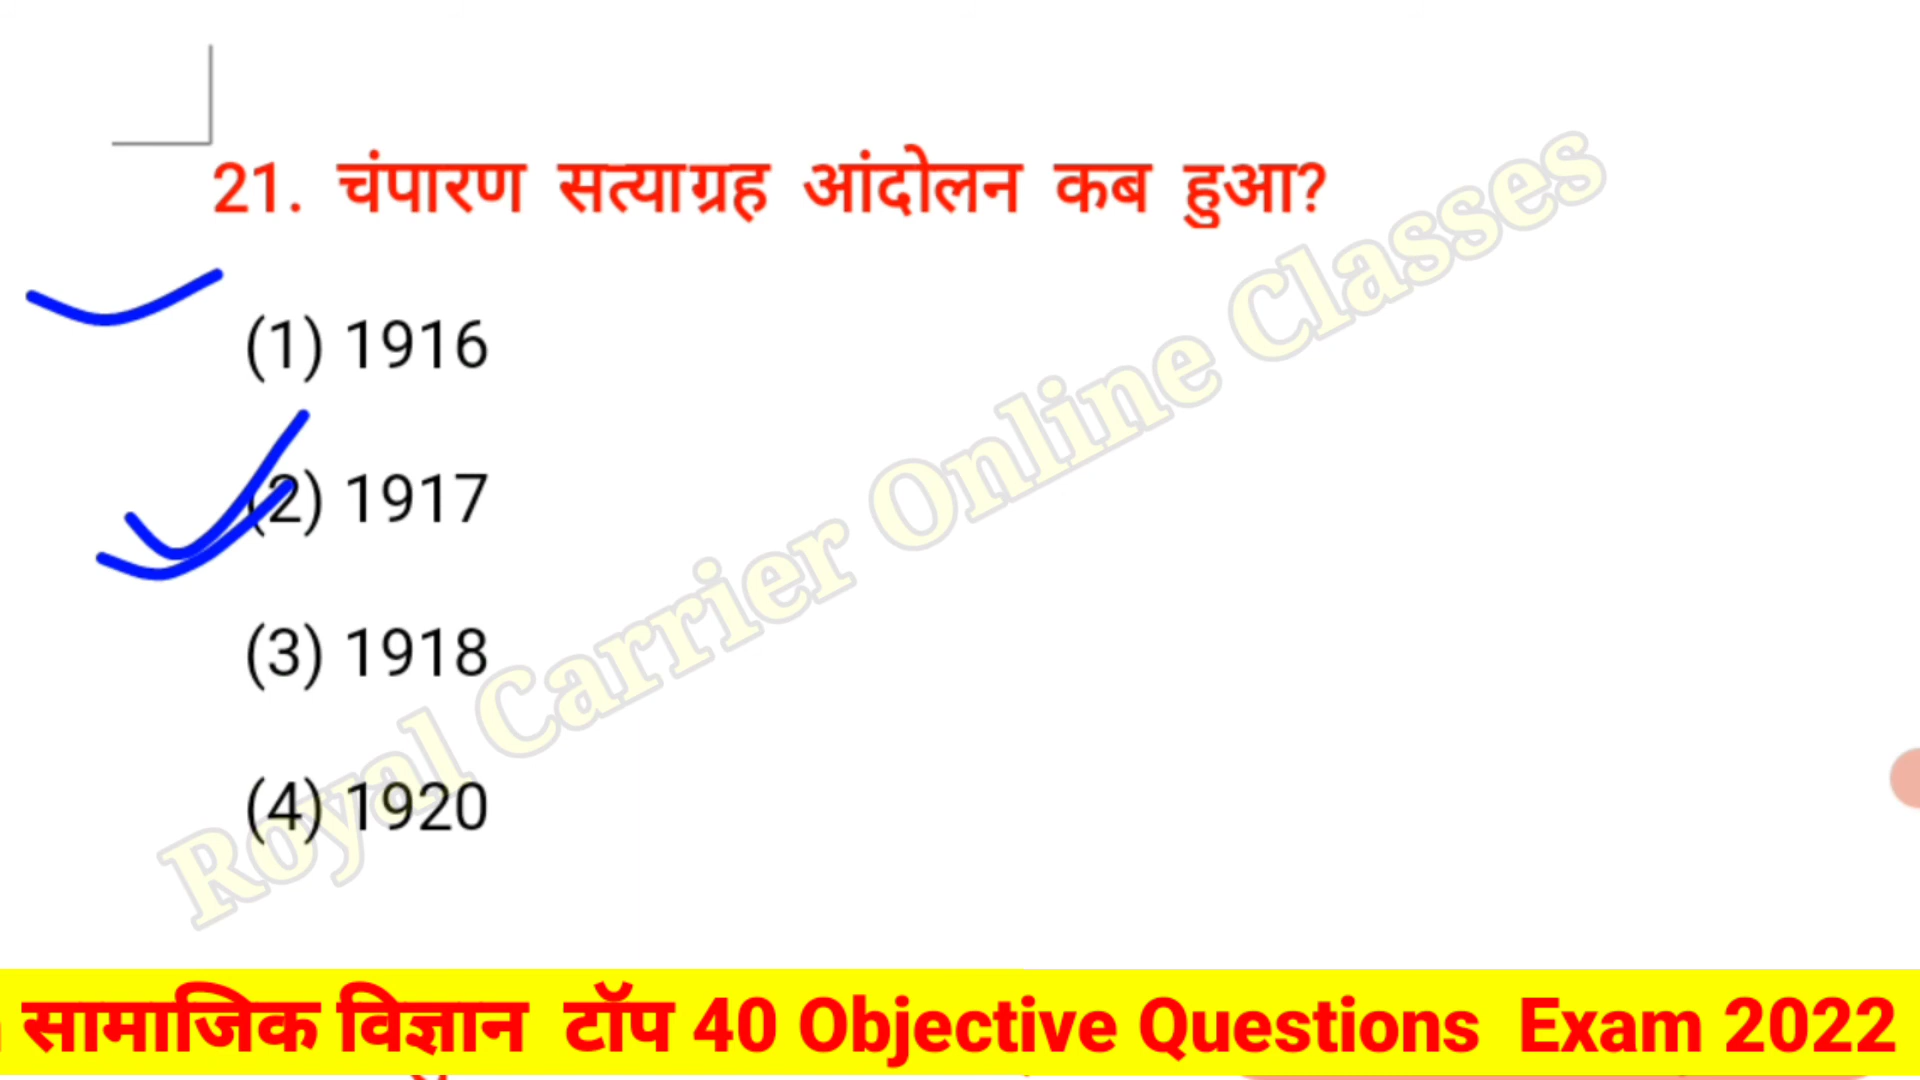 21. चंपारण सत्याग्रह आंदोलन कब हुआ?
(1) 1916
(2) 1917
(3) 1918
(4) 1920
Royal Carrier Online Classes
सामाजिक विज्ञान टॉप 40 Objective Questions Exam 2022